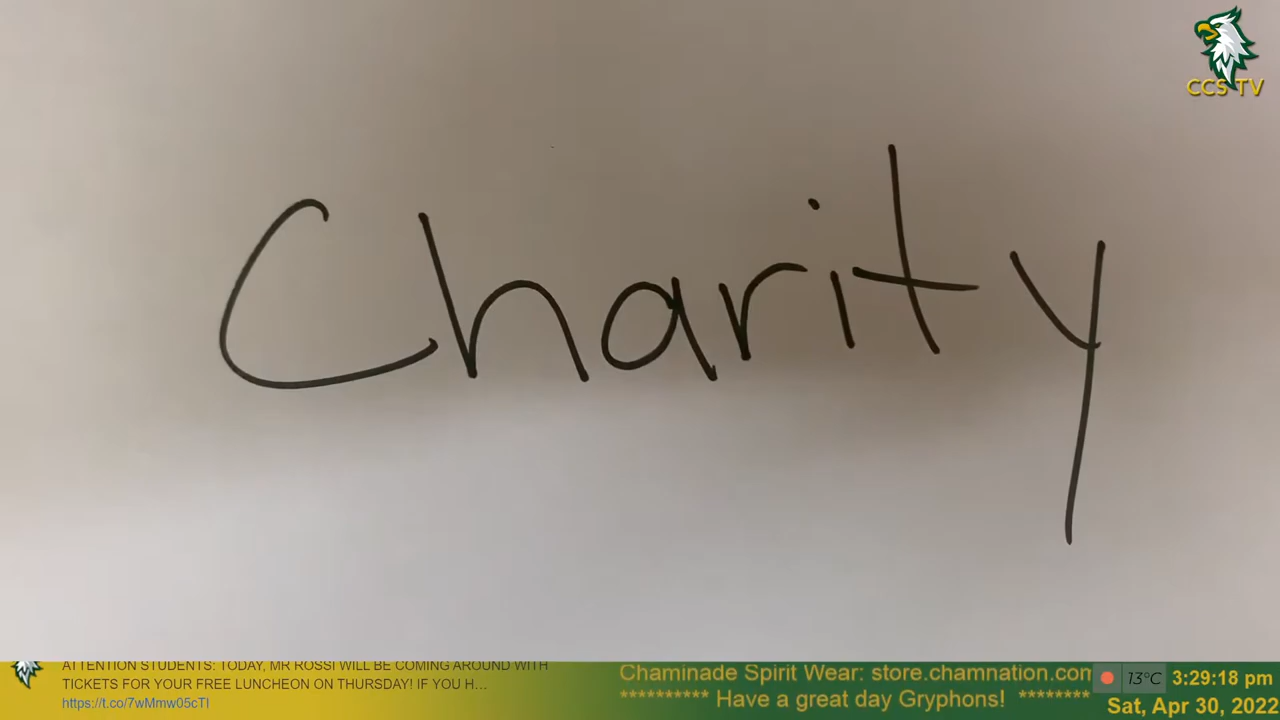 CCS TV
Charity
ATTENTION STUDENTS: TODAY, MR ROSSI WILL BE COMING AROUND WITH
TICKETS FOR YOUR FREE LUNCHEON ON THURSDAY! IF YOU H...
https://t.co/7wMmw05cTI
Chaminade Spirit Wear: store.chamnation.com
********** Have a great day Gryphons! ********
13°C
3:29:18 pm
Sat, Apr 30, 2022